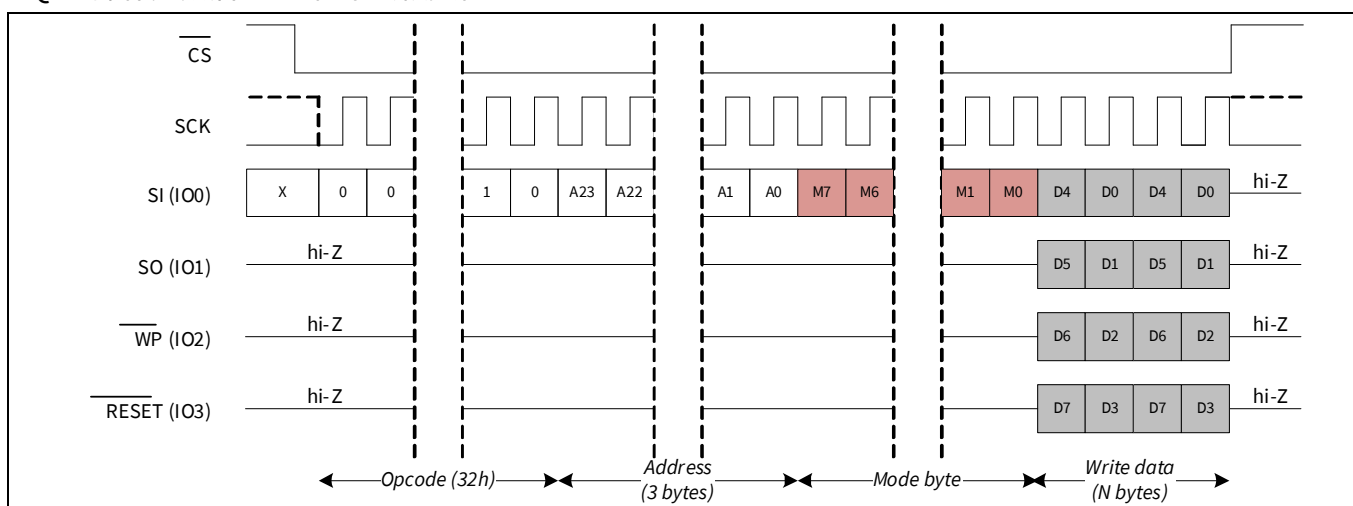 CS
SCK
SI (IO0) X 0 0 1 0 A23 A22 A1 A0 M7 M6 M1 M0 D4 D0 D4 D0 hi-Z
SO (IO1) hi-Z D5 D1 D5 D1 hi-Z
WP (IO2) hi-Z D6 D2 D6 D2 hi-Z
RESET (IO3) hi-Z D7 D3 D7 D3 hi-Z
Opcode (32h) Address (3 bytes) Mode byte Write data (N bytes)